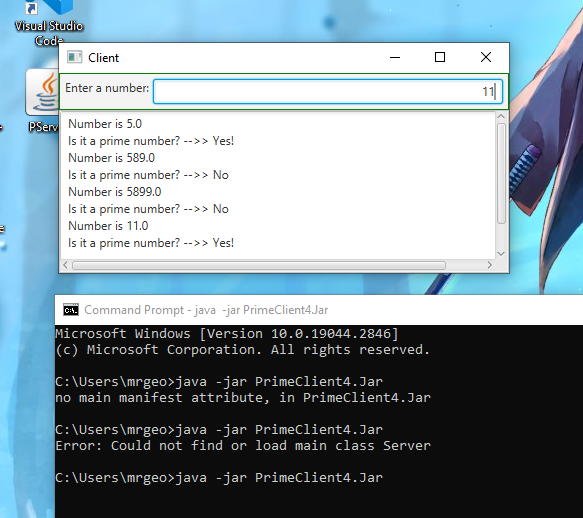 Visual Studio
Code
PServ
Client
Enter a number: 11
Number is 5.0
Is it a prime number? -->> Yes!
Number is 589.0
Is it a prime number? -->> No
Number is 5899.0
Is it a prime number? -->> No
Number is 11.0
Is it a prime number? -->> Yes!
Command Prompt - java -jar PrimeClient4.Jar
Microsoft Windows [Version 10.0.19044.2846]
(c) Microsoft Corporation. All rights reserved.
C:\Users\mrgeo>java -jar PrimeClient4.Jar
no main manifest attribute, in PrimeClient4.Jar
C:\Users\mrgeo>java -jar PrimeClient4.Jar
Error: Could not find or load main class Server
C:\Users\mrgeo>java -jar PrimeClient4.Jar